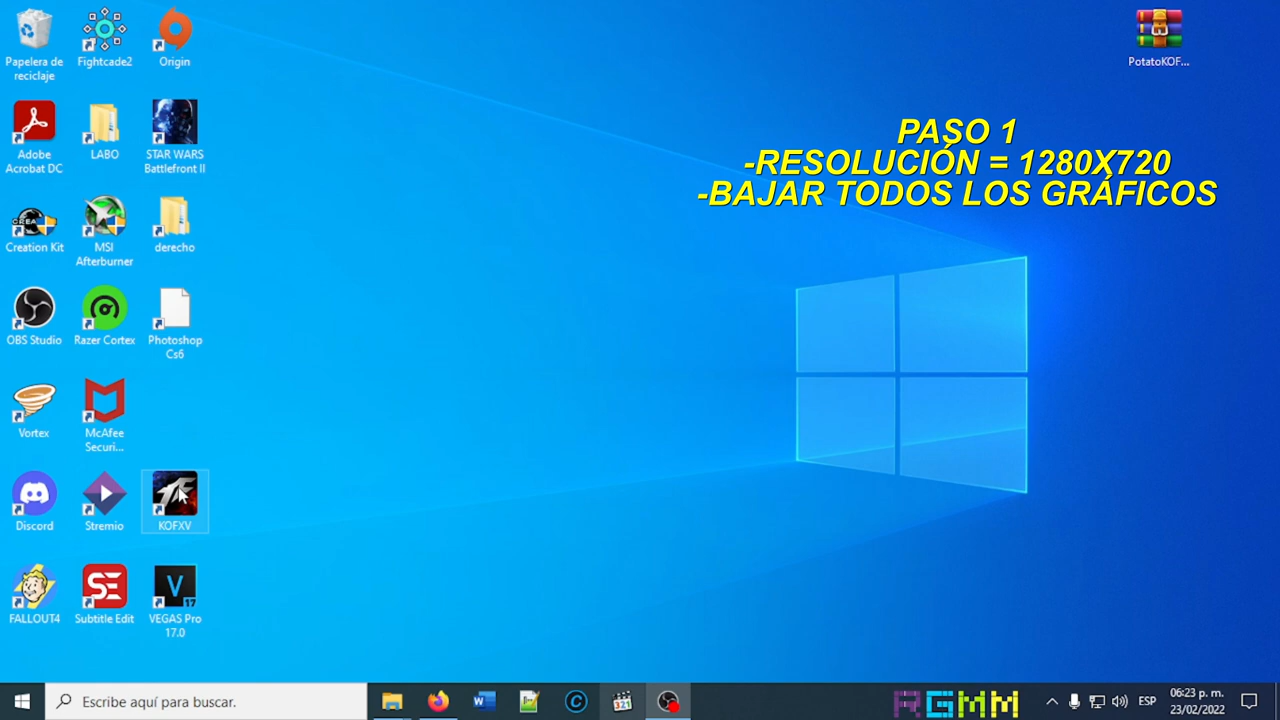 Papelera de
reciclaje
Fightcade2
Origin
PotatoKOF...
Adobe
Acrobat DC
LABO
STAR WARS
Battlefront II
PASO 1
-RESOLUCIÓN = 1280X720
-BAJAR TODOS LOS GRÁFICOS
Creation Kit
MSI
Afterburner
derecho
OBS Studio
Razer Cortex
Photoshop
Cs6
Vortex
McAfee
Securi...
Discord
Stremio
KOFXV
FALLOUT4
Subtitle Edit
VEGAS Pro
17.0
Escribe aquí para buscar.
RGMM
ESP
06:23 p. m.
23/02/2022